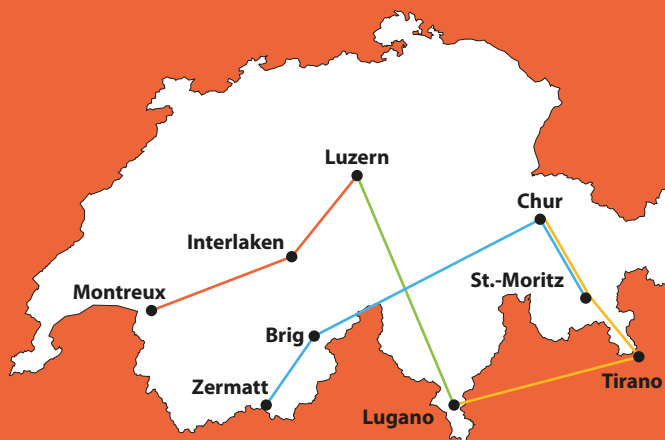 Luzern
Chur
Interlaken
St.-Moritz
Montreux
Brig
Tirano
Zermatt
Lugano